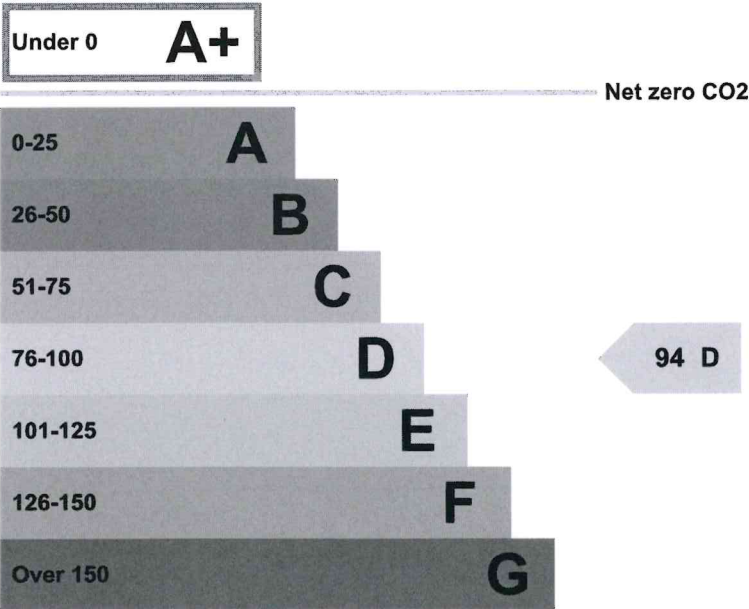 Under 0 A+
Net zero CO2
0-25 A
26-50 B
51-75 C
76-100 D
94 D
101-125 E
126-150 F
Over 150 G